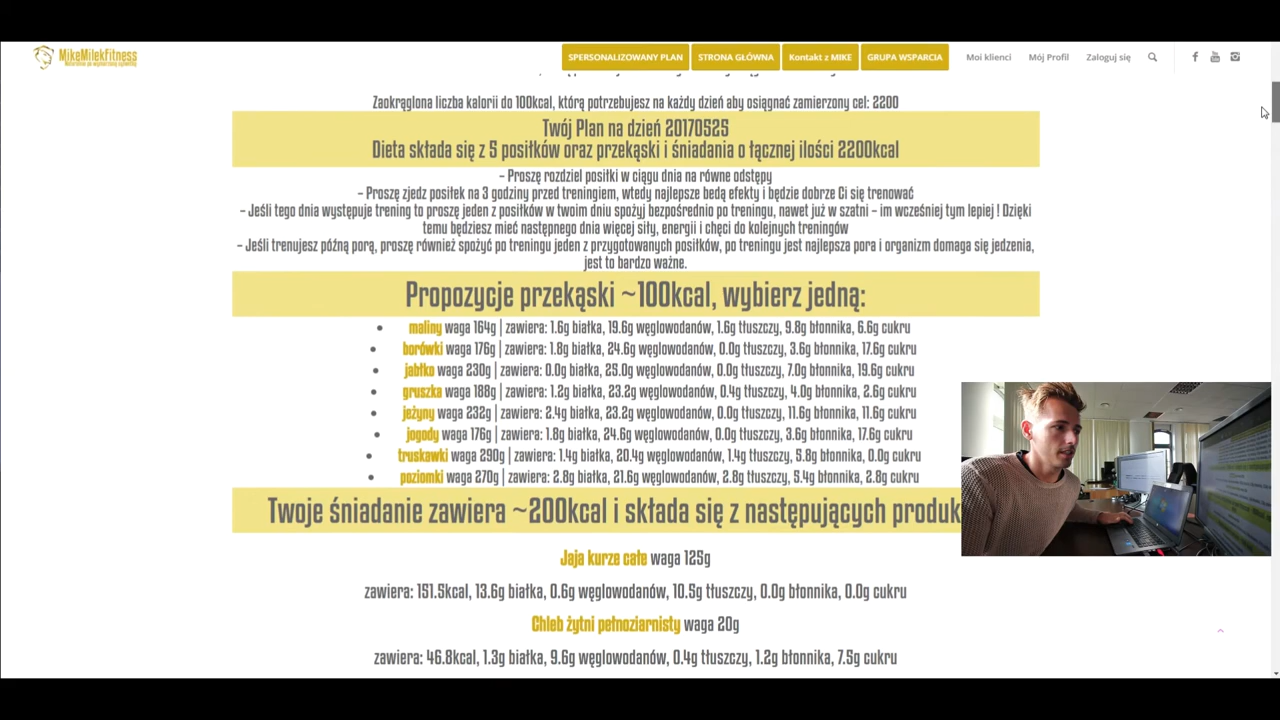 MikeMilekFitness
SPERSONALIZOWANY PLAN STRONA GŁÓWNA Kontakt z MIKE GRUPA WSPARCIA Moi klienci Mój Profil Zaloguj się
Zaokrąglona liczba kalorii do 100kcal, którą potrzebujesz na każdy dzień aby osiągnąć zamierzony cel: 2200
Twój Plan na dzień 20170525
Dieta składa się z 5 posiłków oraz przekąski i śniadania o łącznej ilości 2200kcal
– Proszę rozdziel posiłki w ciągu dnia na równe odstępy
– Proszę zjedz posiłek na 3 godziny przed treningiem, wtedy najlepsze bedą efekty i będzie dobrze Ci się trenować
– Jeśli tego dnia występuje trening to proszę jeden z posiłków w twoim dniu spożyj bezpośrednio po treningu, nawet już w szatni – im wcześniej tym lepiej ! Dzięki
temu będziesz mieć następnego dnia więcej siły, energii i chęci do kolejnych treningów
– Jeśli trenujesz późną porą, proszę również spożyć po treningu jeden z przygotowanych posiłków, po treningu jest najlepsza pora i organizm domaga się jedzenia,
jest to bardzo ważne.
Propozycje przekąski ~100kcal, wybierz jedną:
• maliny waga 164g | zawiera: 1.6g białka, 19.6g węglowodanów, 1.6g tłuszczy, 9.8g błonnika, 6.6g cukru
• borówki waga 176g | zawiera: 1.8g białka, 24.6g węglowodanów, 0.0g tłuszczy, 3.6g błonnika, 17.6g cukru
• jabłko waga 230g | zawiera: 0.0g białka, 25.0g węglowodanów, 0.0g tłuszczy, 7.0g błonnika, 19.6g cukru
• gruszka waga 188g | zawiera: 1.2g białka, 23.2g węglowodanów, 0.4g tłuszczy, 4.0g błonnika, 2.6g cukru
• jeżyny waga 232g | zawiera: 2.4g białka, 23.2g węglowodanów, 0.0g tłuszczy, 11.6g błonnika, 11.6g cukru
• jogody waga 176g | zawiera: 1.8g białka, 24.6g węglowodanów, 0.0g tłuszczy, 3.6g błonnika, 17.6g cukru
• truskawki waga 290g | zawiera: 1.4g białka, 20.4g węglowodanów, 1.4g tłuszczy, 5.8g błonnika, 0.0g cukru
• poziomki waga 270g | zawiera: 2.8g białka, 21.6g węglowodanów, 2.8g tłuszczy, 5.4g błonnika, 2.8g cukru
Twoje śniadanie zawiera ~200kcal i składa się z następujących produk
Jaja kurze całe waga 125g
zawiera: 151.5kcal, 13.6g białka, 0.6g węglowodanów, 10.5g tłuszczy, 0.0g błonnika, 0.0g cukru
Chleb żytni pełnoziarnisty waga 20g
zawiera: 46.8kcal, 1.3g białka, 9.6g węglowodanów, 0.4g tłuszczy, 1.2g błonnika, 7.5g cukru